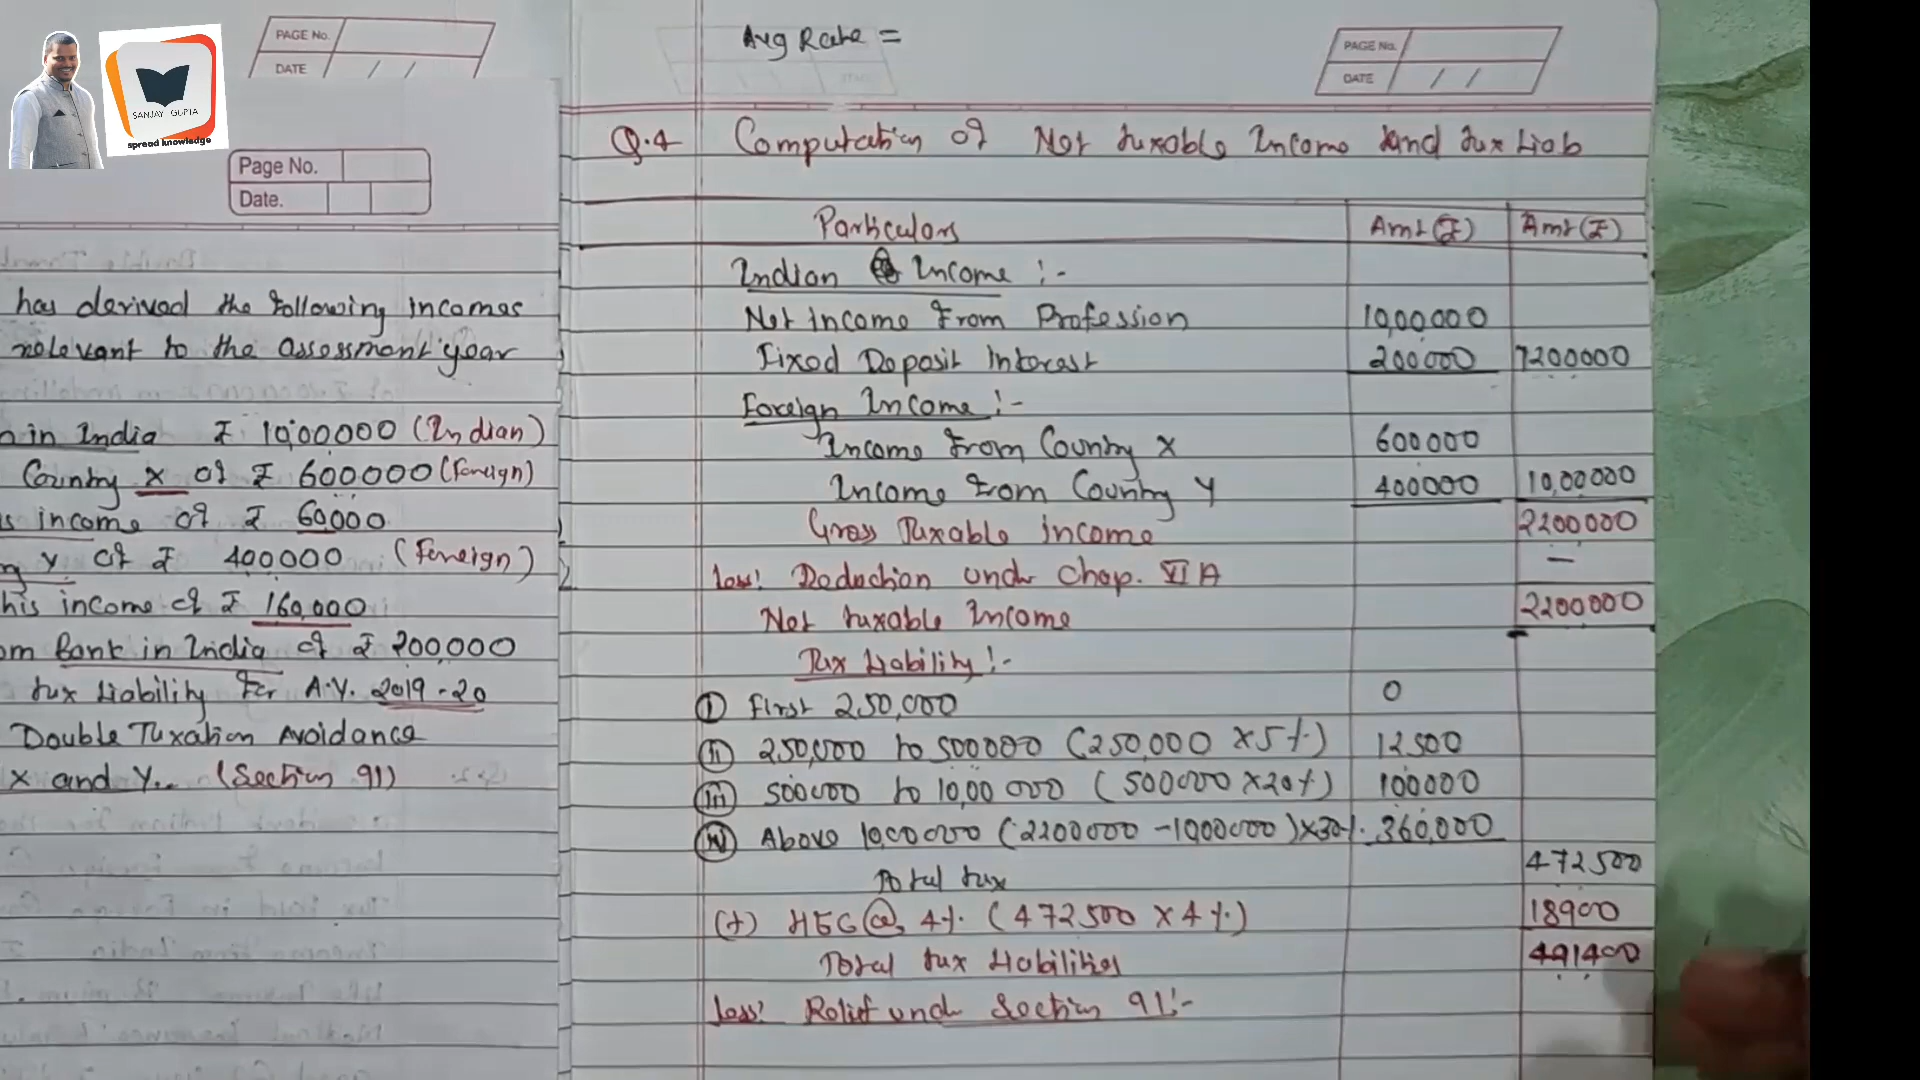 SANJAY GUPTA
spread knowledge
PAGE No.
DATE / /
Page No.
Date.
has derived the following incomes
relevant to the assessment year
in India ₹ 10,00000 (Indian)
Country X of ₹ 600000 (Foreign)
s income of ₹ 60000
y Y of ₹ 400000 (Foreign)
his income of ₹ 160,000
om Bank in India of ₹ 200000
tax liability For A.Y. 2019-20
Double Taxation Avoidance
X and Y.. (Section 91)
Avg Rate =
PAGE No.
DATE / /
Q.4 Computation of Net taxable Income and tax Liab
Particulars Amt (₹) Amt (₹)
Indian Income :-
Net income from Profession 10,00000
Fixed Deposit Interest 200000 1200000
Foreign Income :-
Income from Country X 600000
Income from Country Y 400000 10,00000
Gross Taxable income 2200000
less: Deduction under Chap. VI A —
Net taxable Income 2200000
Tax Liability :-
(i) First 250,000 0
(ii) 250,000 to 500000 (250,000 X5%) 12500
(iii) 500000 to 10,00 000 (500000 X20%) 100000
(iv) Above 1000000 (2200000 -1000000)X30%. 360,000
Total tax 472500
(+) HEC @ 4%. (472500 X 4%) 18900
Total tax liabilities 491400
less: Relief under Section 91:-